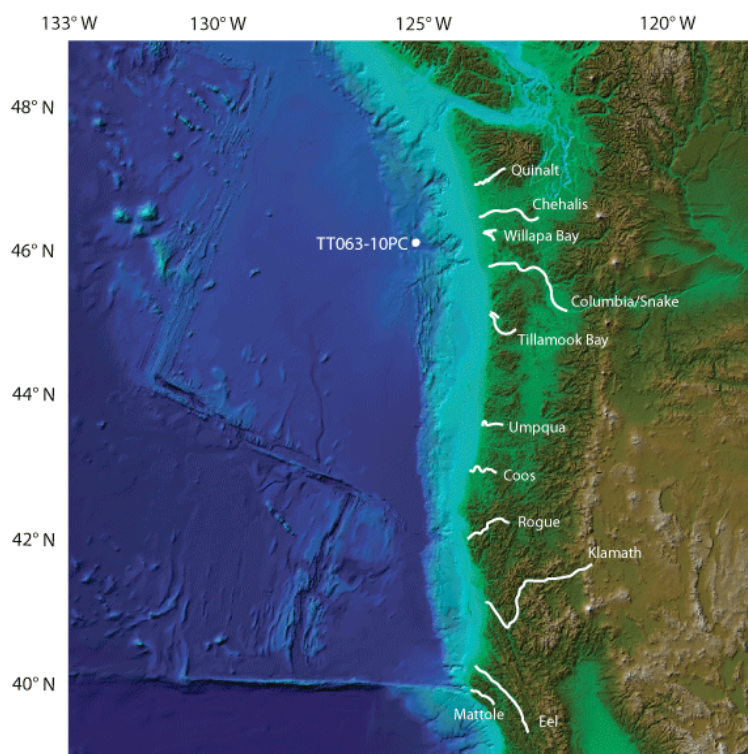 133° W 130° W 125° W 120° W
48° N
Quinalt
Chehalis
Willapa Bay
46° N
TT063-10PC
Columbia/Snake
Tillamook Bay
44° N
Umpqua
Coos
Rogue
42° N
Klamath
40° N
Mattole
Eel